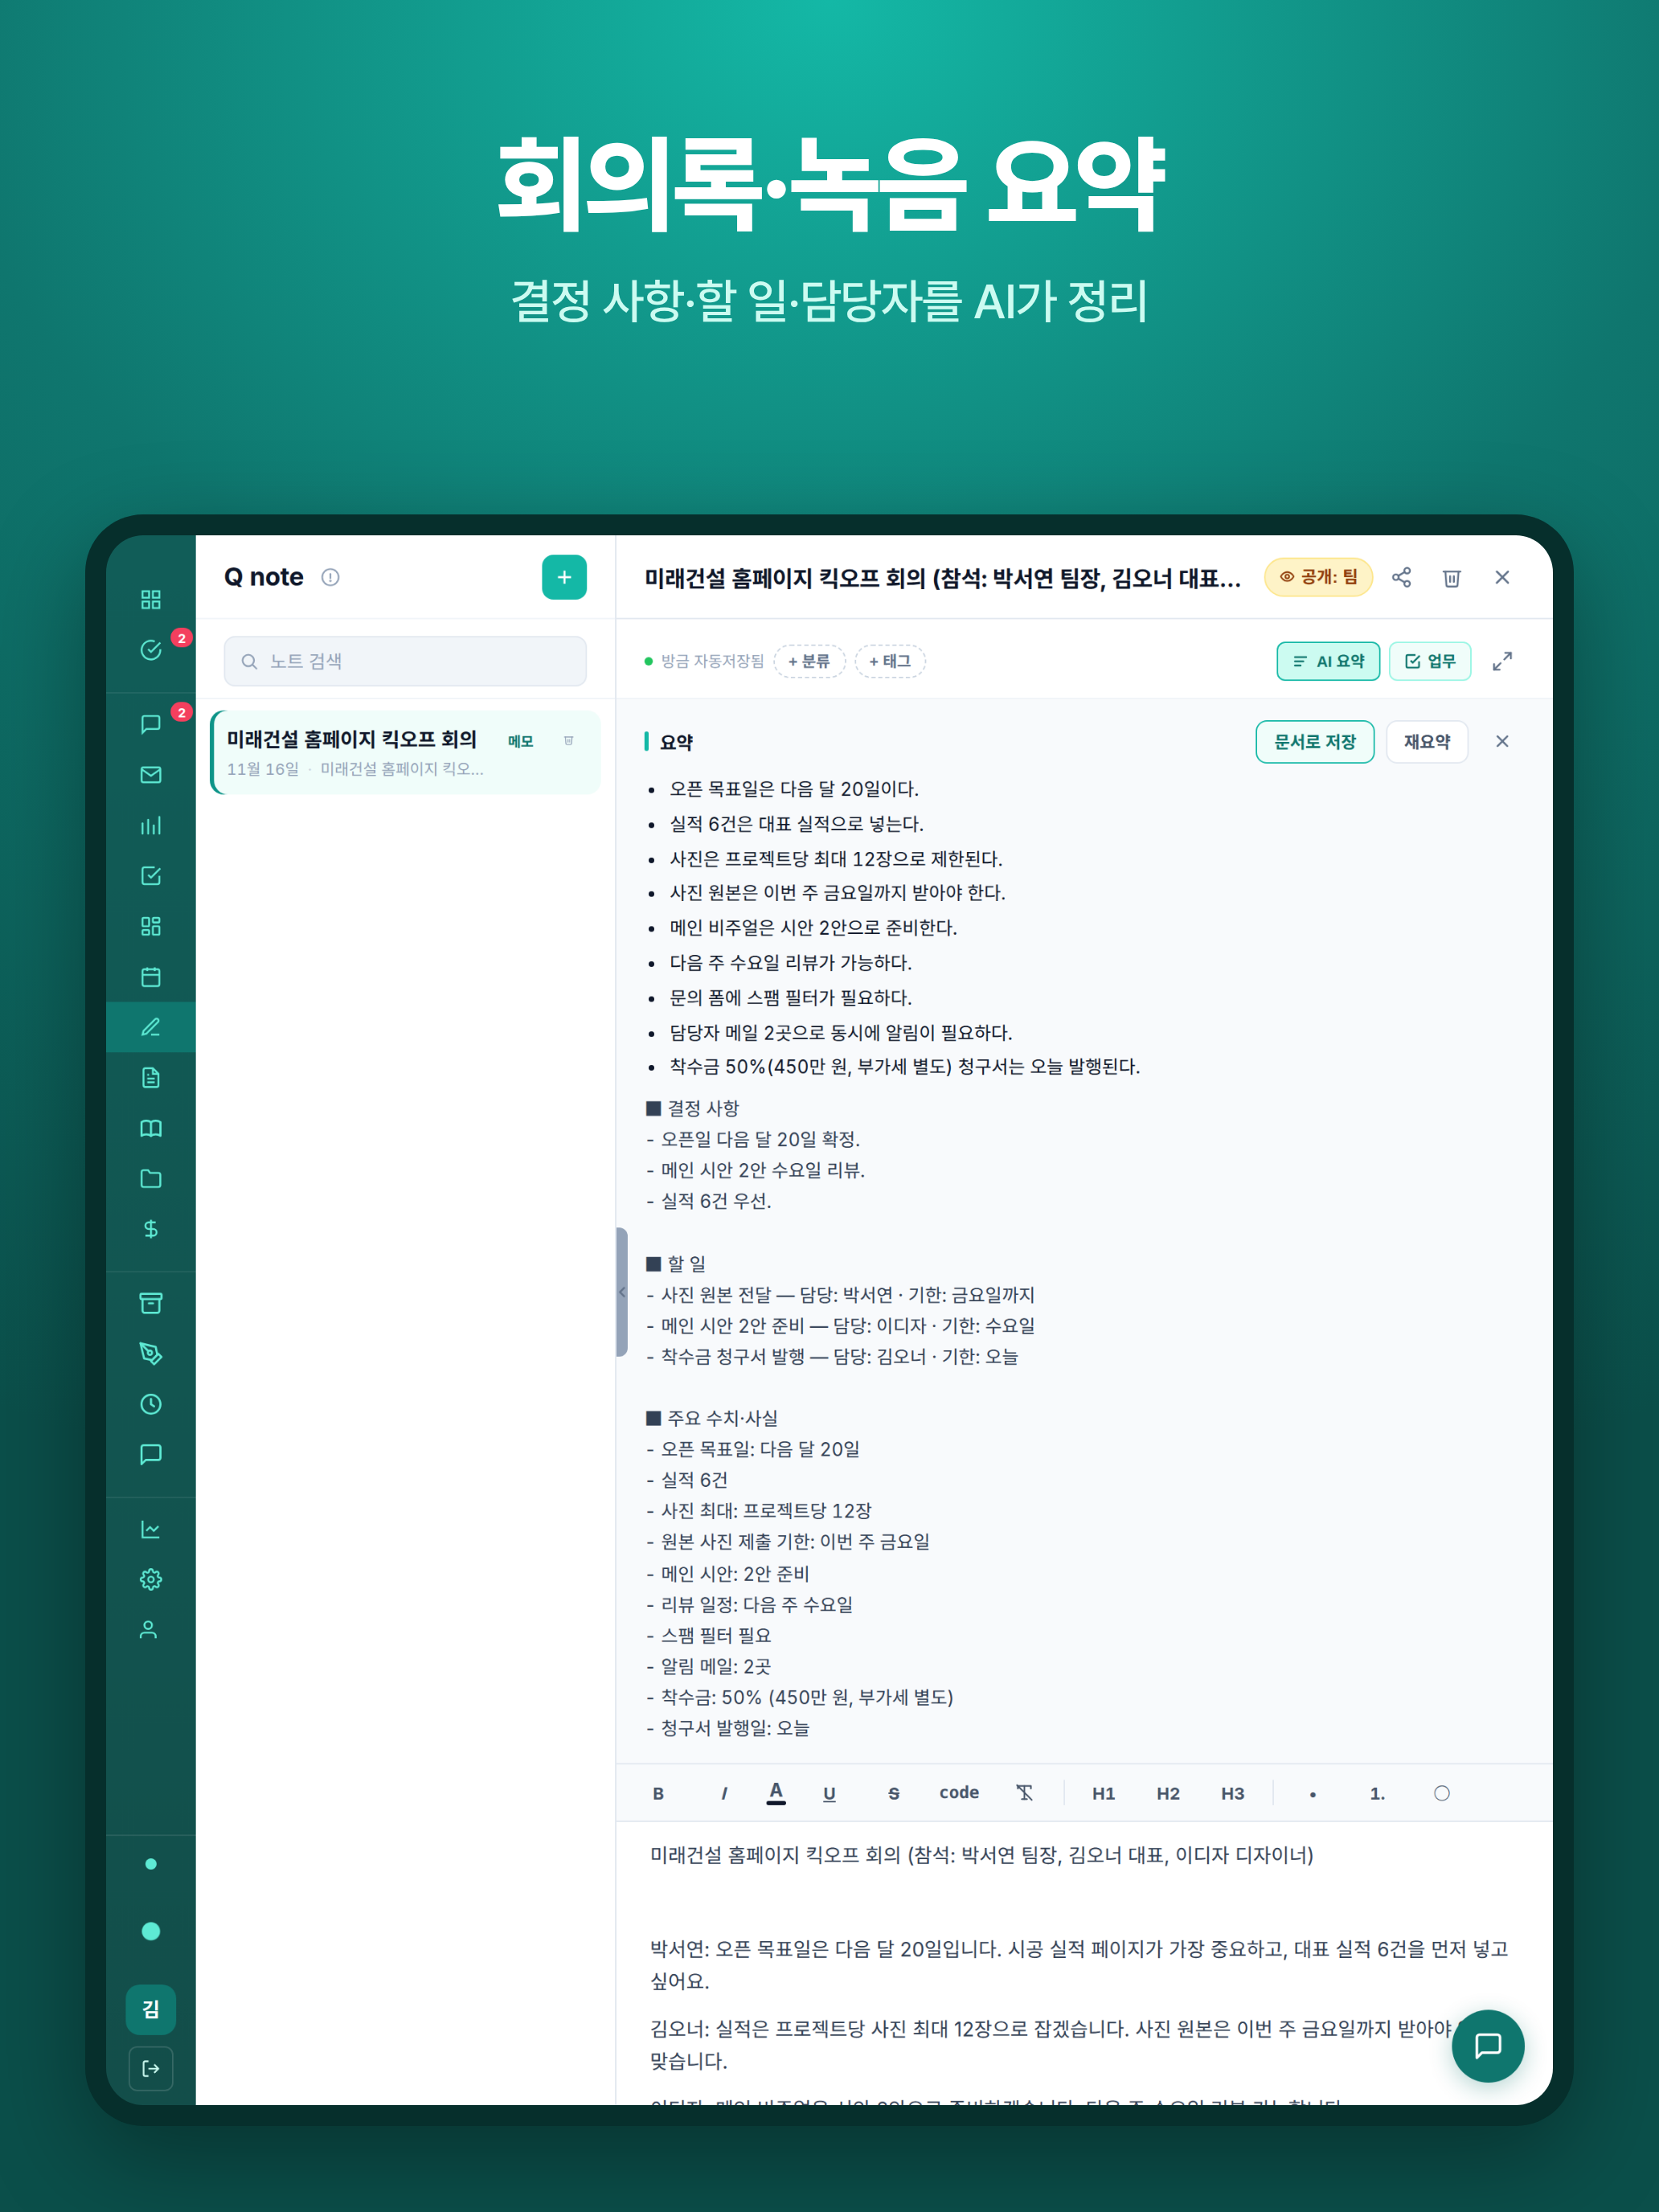 회의록·녹음 요약
결정 사항·할 일·담당자를 AI가 정리
Q note
+
노트 검색
미래건설 홈페이지 킥오프 회의 메모
11월 16일 · 미래건설 홈페이지 킥오...
2
2
김
미래건설 홈페이지 킥오프 회의 (참석: 박서연 팀장, 김오너 대표... 공개: 팀
방금 자동저장됨 + 분류 + 태그 AI 요약 업무
요약 문서로 저장 재요약
• 오픈 목표일은 다음 달 20일이다.
• 실적 6건은 대표 실적으로 넣는다.
• 사진은 프로젝트당 최대 12장으로 제한된다.
• 사진 원본은 이번 주 금요일까지 받아야 한다.
• 메인 비주얼은 시안 2안으로 준비한다.
• 다음 주 수요일 리뷰가 가능하다.
• 문의 폼에 스팸 필터가 필요하다.
• 담당자 메일 2곳으로 동시에 알림이 필요하다.
• 착수금 50%(450만 원, 부가세 별도) 청구서는 오늘 발행된다.
■ 결정 사항
- 오픈일 다음 달 20일 확정.
- 메인 시안 2안 수요일 리뷰.
- 실적 6건 우선.
■ 할 일
- 사진 원본 전달 — 담당: 박서연 · 기한: 금요일까지
- 메인 시안 2안 준비 — 담당: 이디자 · 기한: 수요일
- 착수금 청구서 발행 — 담당: 김오너 · 기한: 오늘
■ 주요 수치·사실
- 오픈 목표일: 다음 달 20일
- 실적 6건
- 사진 최대: 프로젝트당 12장
- 원본 사진 제출 기한: 이번 주 금요일
- 메인 시안: 2안 준비
- 리뷰 일정: 다음 주 수요일
- 스팸 필터 필요
- 알림 메일: 2곳
- 착수금: 50% (450만 원, 부가세 별도)
- 청구서 발행일: 오늘
B I A U S code T H1 H2 H3 • 1.
미래건설 홈페이지 킥오프 회의 (참석: 박서연 팀장, 김오너 대표, 이디자 디자이너)
박서연: 오픈 목표일은 다음 달 20일입니다. 시공 실적 페이지가 가장 중요하고, 대표 실적 6건을 먼저 넣고
싶어요.
김오너: 실적은 프로젝트당 사진 최대 12장으로 잡겠습니다. 사진 원본은 이번 주 금요일까지 받아야
맞습니다.